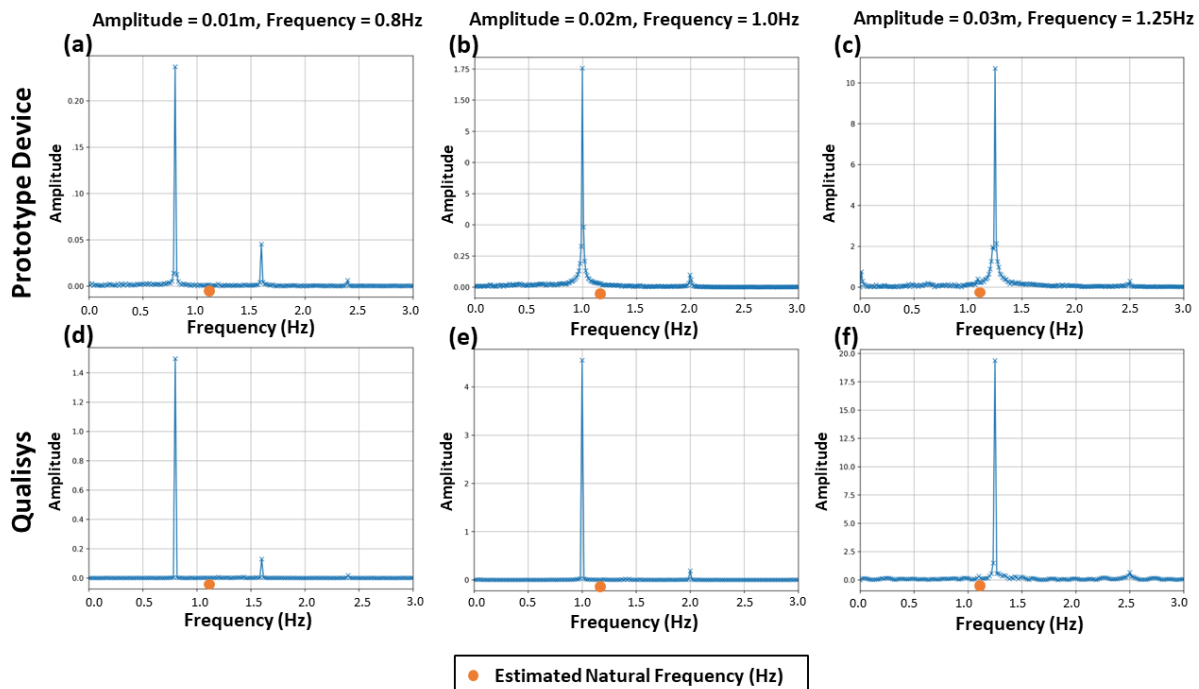 Amplitude = 0.01m, Frequency = 0.8Hz
Amplitude = 0.02m, Frequency = 1.0Hz
Amplitude = 0.03m, Frequency = 1.25Hz
Prototype Device
(a)
0.20
.10
0.05
0.00
Amplitude
0.0 0.5 1.0 1.5 2.0 2.5 3.0
Frequency (Hz)
(b)
1.75
1.50
5
0
0
0.25
0.00
Amplitude
0.0 0.5 1.0 1.5 2.0 2.5 3.0
Frequency (Hz)
(c)
10
8
6
4
2
0
Amplitude
0.0 0.5 1.0 1.5 2.0 2.5 3.0
Frequency (Hz)
Qualisys
(d)
1.4
1.2
1.0
0.8
0.6
0.4
0.2
0.0
Amplitude
0.0 0.5 1.0 1.5 2.0 2.5 3.0
Frequency (Hz)
(e)
4
3
2
1
0
Amplitude
0.0 0.5 1.0 1.5 2.0 2.5 3.0
Frequency (Hz)
(f)
20.0
17.5
15.0
12.5
10.0
7.5
5.0
2.5
0.0
Amplitude
0.0 0.5 1.0 1.5 2.0 2.5 3.0
Frequency (Hz)
Estimated Natural Frequency (Hz)